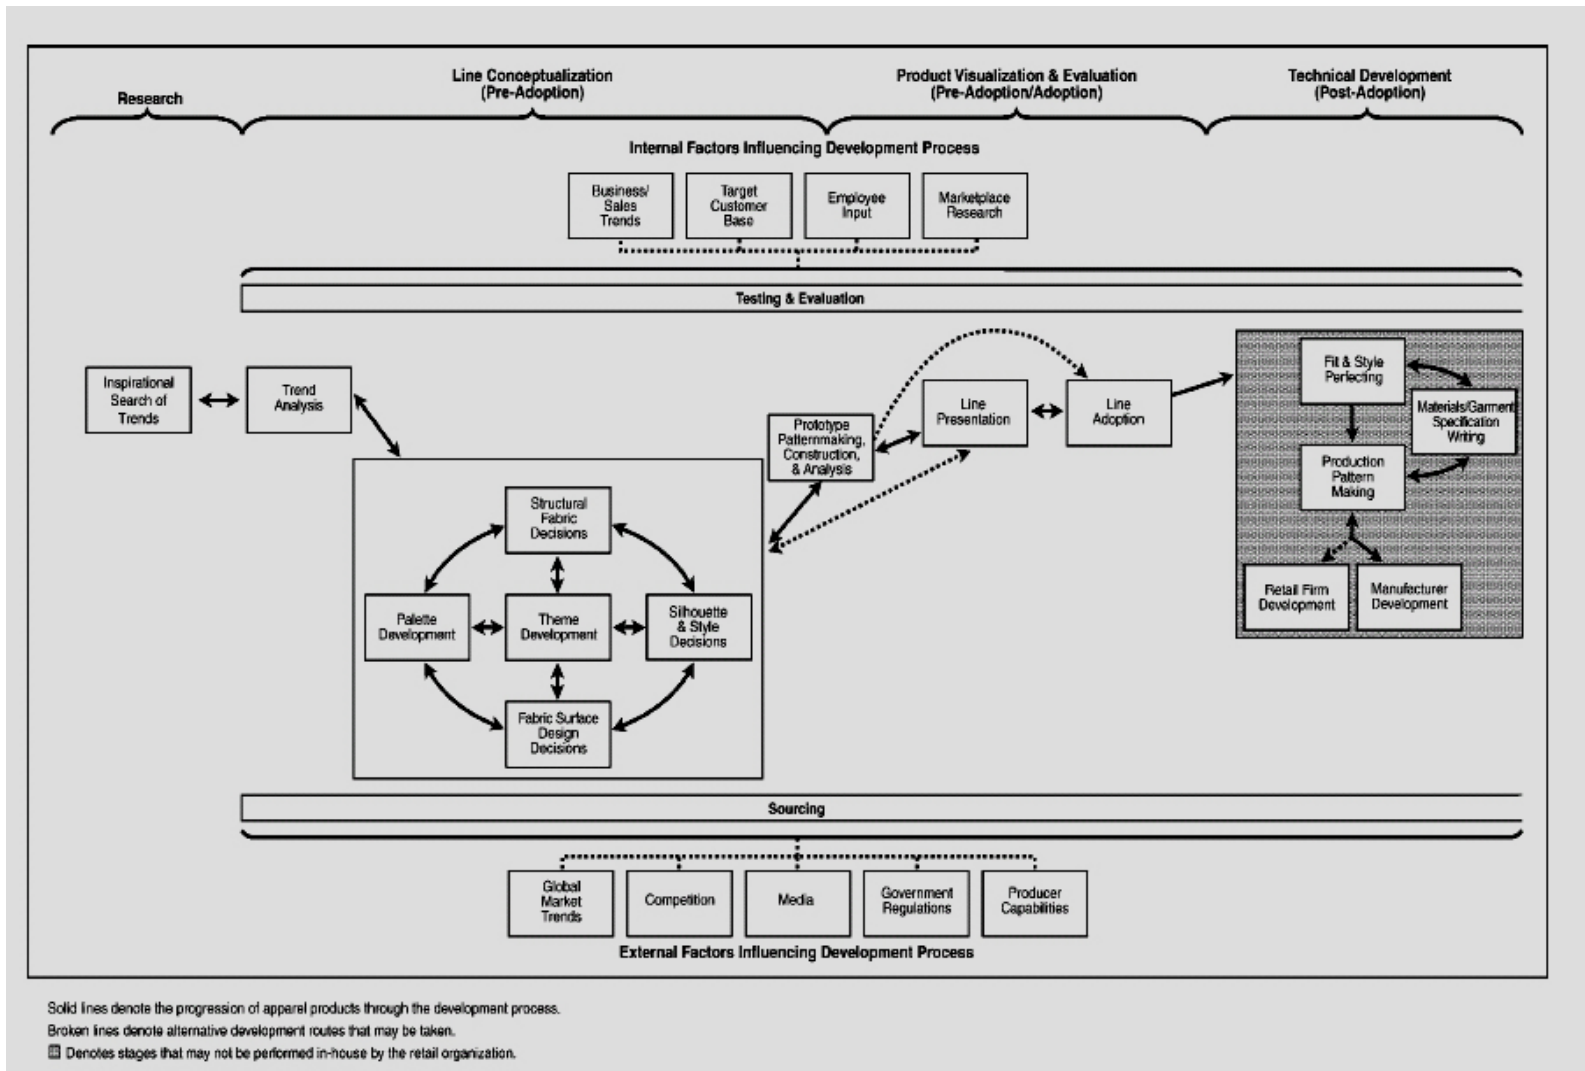 Research
Line Conceptualization
(Pre-Adoption)
Product Visualization & Evaluation
(Pre-Adoption/Adoption)
Technical Development
(Post-Adoption)
Internal Factors Influencing Development Process
Business/
Sales
Trends
Target
Customer
Base
Employee
Input
Marketplace
Research
Testing & Evaluation
Inspirational
Search of
Trends
Trend
Analysis
Structural
Fabric
Decisions
Palette
Development
Theme
Development
Silhouette
& Style
Decisions
Fabric Surface
Design
Decisions
Prototype
Patternmaking,
Construction,
& Analysis
Line
Presentation
Line
Adoption
Fit & Style
Perfecting
Materials/Garment
Specification
Writing
Production
Pattern
Making
Retail Firm
Development
Manufacturer
Development
Sourcing
Global
Market
Trends
Competition
Media
Government
Regulations
Producer
Capabilities
External Factors Influencing Development Process
Solid lines denote the progression of apparel products through the development process.
Broken lines denote alternative development routes that may be taken.
Denotes stages that may not be performed in-house by the retail organization.